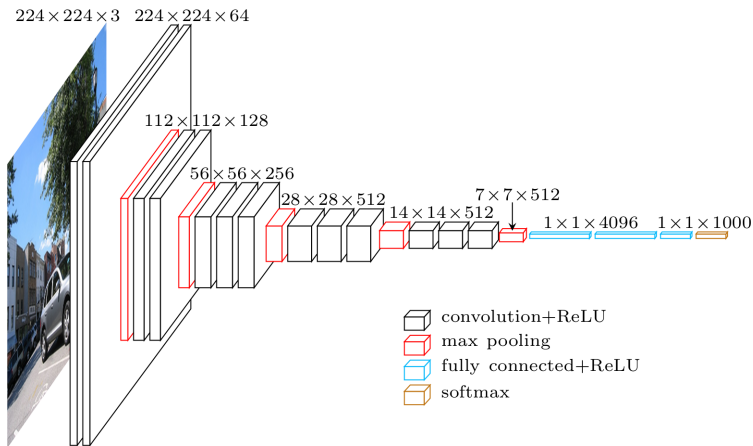 224×224×3
224×224×64
112×112×128
56×56×256
28×28×512
14×14×512
7×7×512
1×1×4096
1×1×1000
convolution+ReLU
max pooling
fully connected+ReLU
softmax